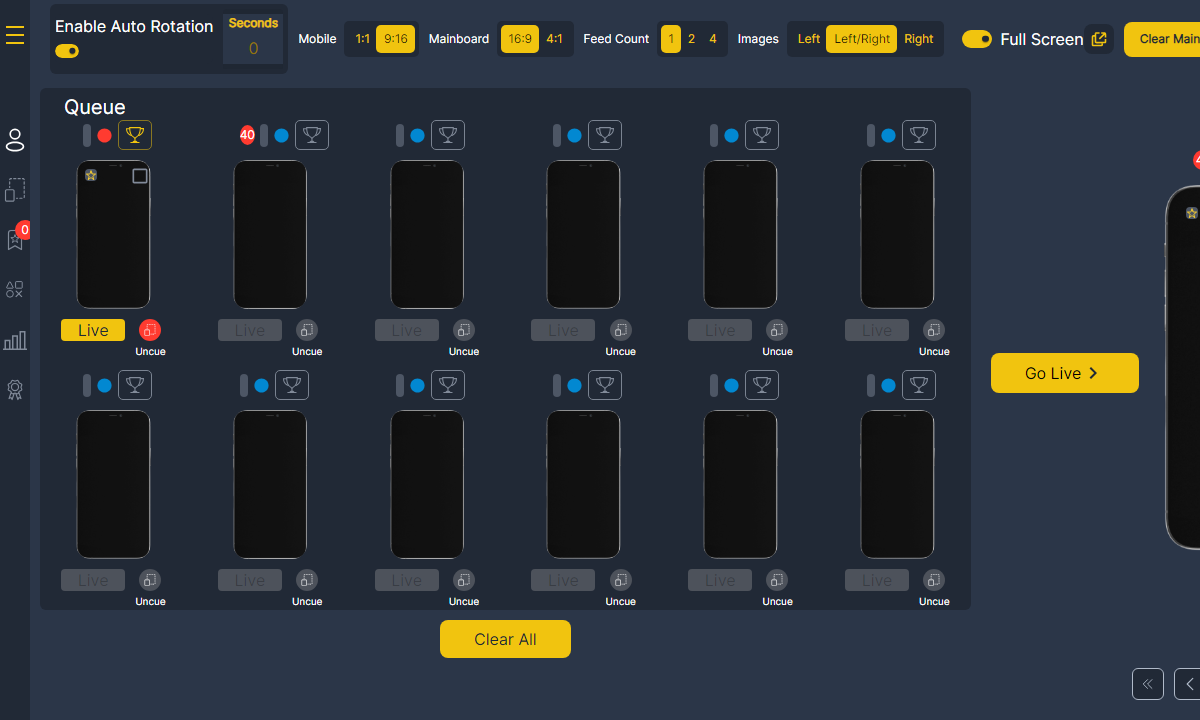 Enable Auto Rotation
Seconds
0
Mobile 1:1 9:16 Mainboard 16:9 4:1 Feed Count 1 2 4 Images Left Left/Right Right Full Screen Clear Main
Queue
40
0
Live Live Live Live Live Live
Uncue Uncue Uncue Uncue Uncue Uncue
Go Live
Live Live Live Live Live Live
Uncue Uncue Uncue Uncue Uncue Uncue
Clear All